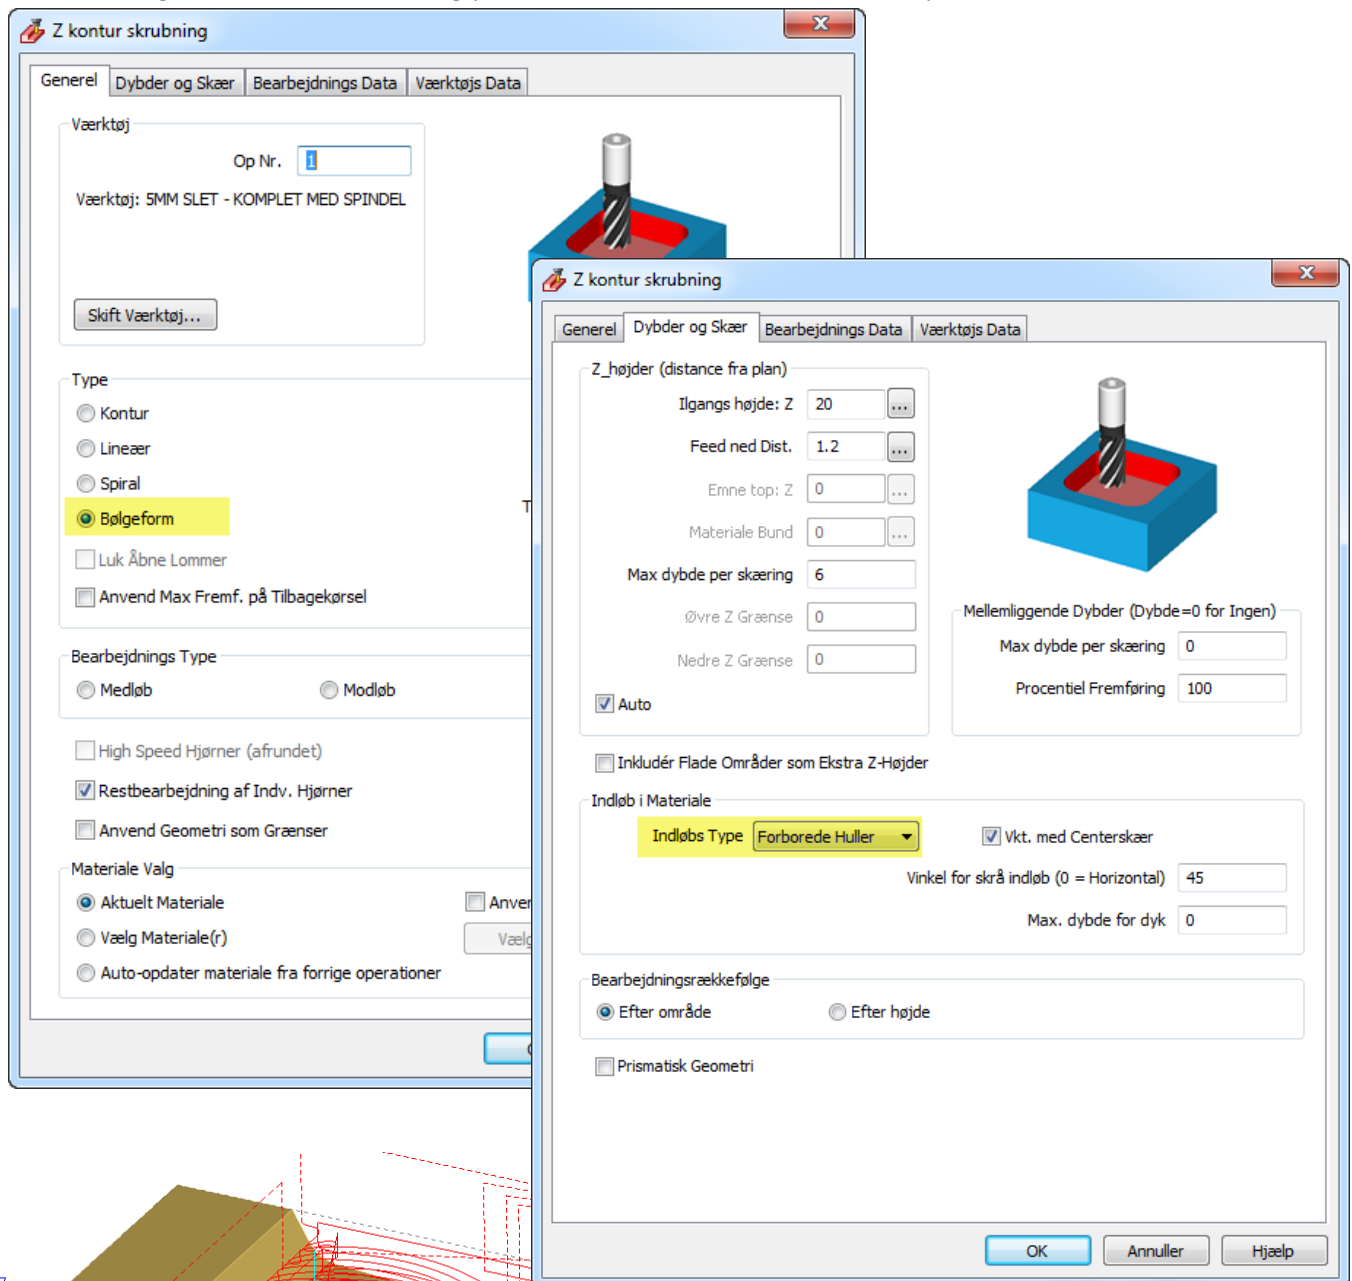 Z kontur skrubning
Generel Dybder og Skær Bearbejdnings Data Værktøjs Data
Værktøj
Op Nr. 1
Værktøj: 5MM SLET - KOMPLET MED SPINDEL
Skift Værktøj...
Type
Kontur
Lineær
Spiral
Bølgeform
Luk Åbne Lommer
Anvend Max Fremf. på Tilbagekørsel
Bearbejdnings Type
Medløb Modløb
High Speed Hjørner (afrundet)
Restbearbejdning af Indv. Hjørner
Anvend Geometri som Grænser
Materiale Valg
Aktuelt Materiale
Vælg Materiale(r)
Auto-opdater materiale fra forrige operationer
Z kontur skrubning
Generel Dybder og Skær Bearbejdnings Data Værktøjs Data
Z_højder (distance fra plan)
Ilgangs højde: Z 20 ...
Feed ned Dist. 1.2 ...
Emne top: Z 0 ...
Materiale Bund 0 ...
Max dybde per skæring 6
Øvre Z Grænse 0
Nedre Z Grænse 0
Auto
Mellemliggende Dybder (Dybde=0 for Ingen)
Max dybde per skæring 0
Procentiel Fremføring 100
Inkludér Flade Områder som Ekstra Z-Højder
Indløb i Materiale
Indløbs Type Forborede Huller Vkt. med Centerskær
Vinkel for skrå indløb (0 = Horizontal) 45
Max. dybde for dyk 0
Bearbejdningsrækkefølge
Efter område Efter højde
Prismatisk Geometri
OK Annuller Hjælp